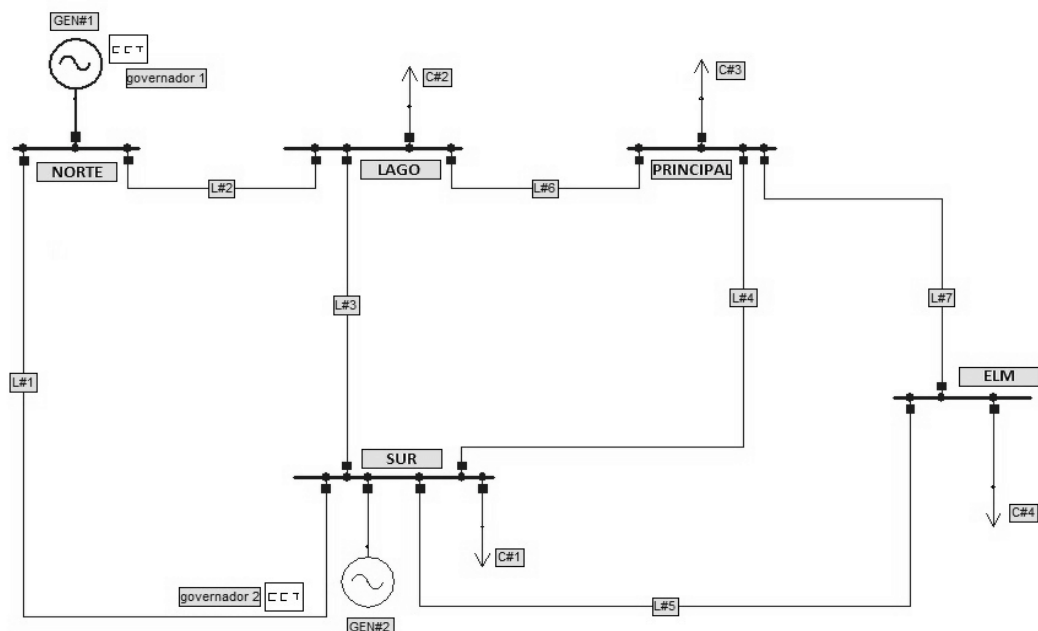 GEN#1
governador 1
C#2
C#3
NORTE
LAGO
PRINCIPAL
L#2
L#6
L#3
L#4
L#7
L#1
ELM
SUR
C#4
C#1
governador 2
L#5
GEN#2